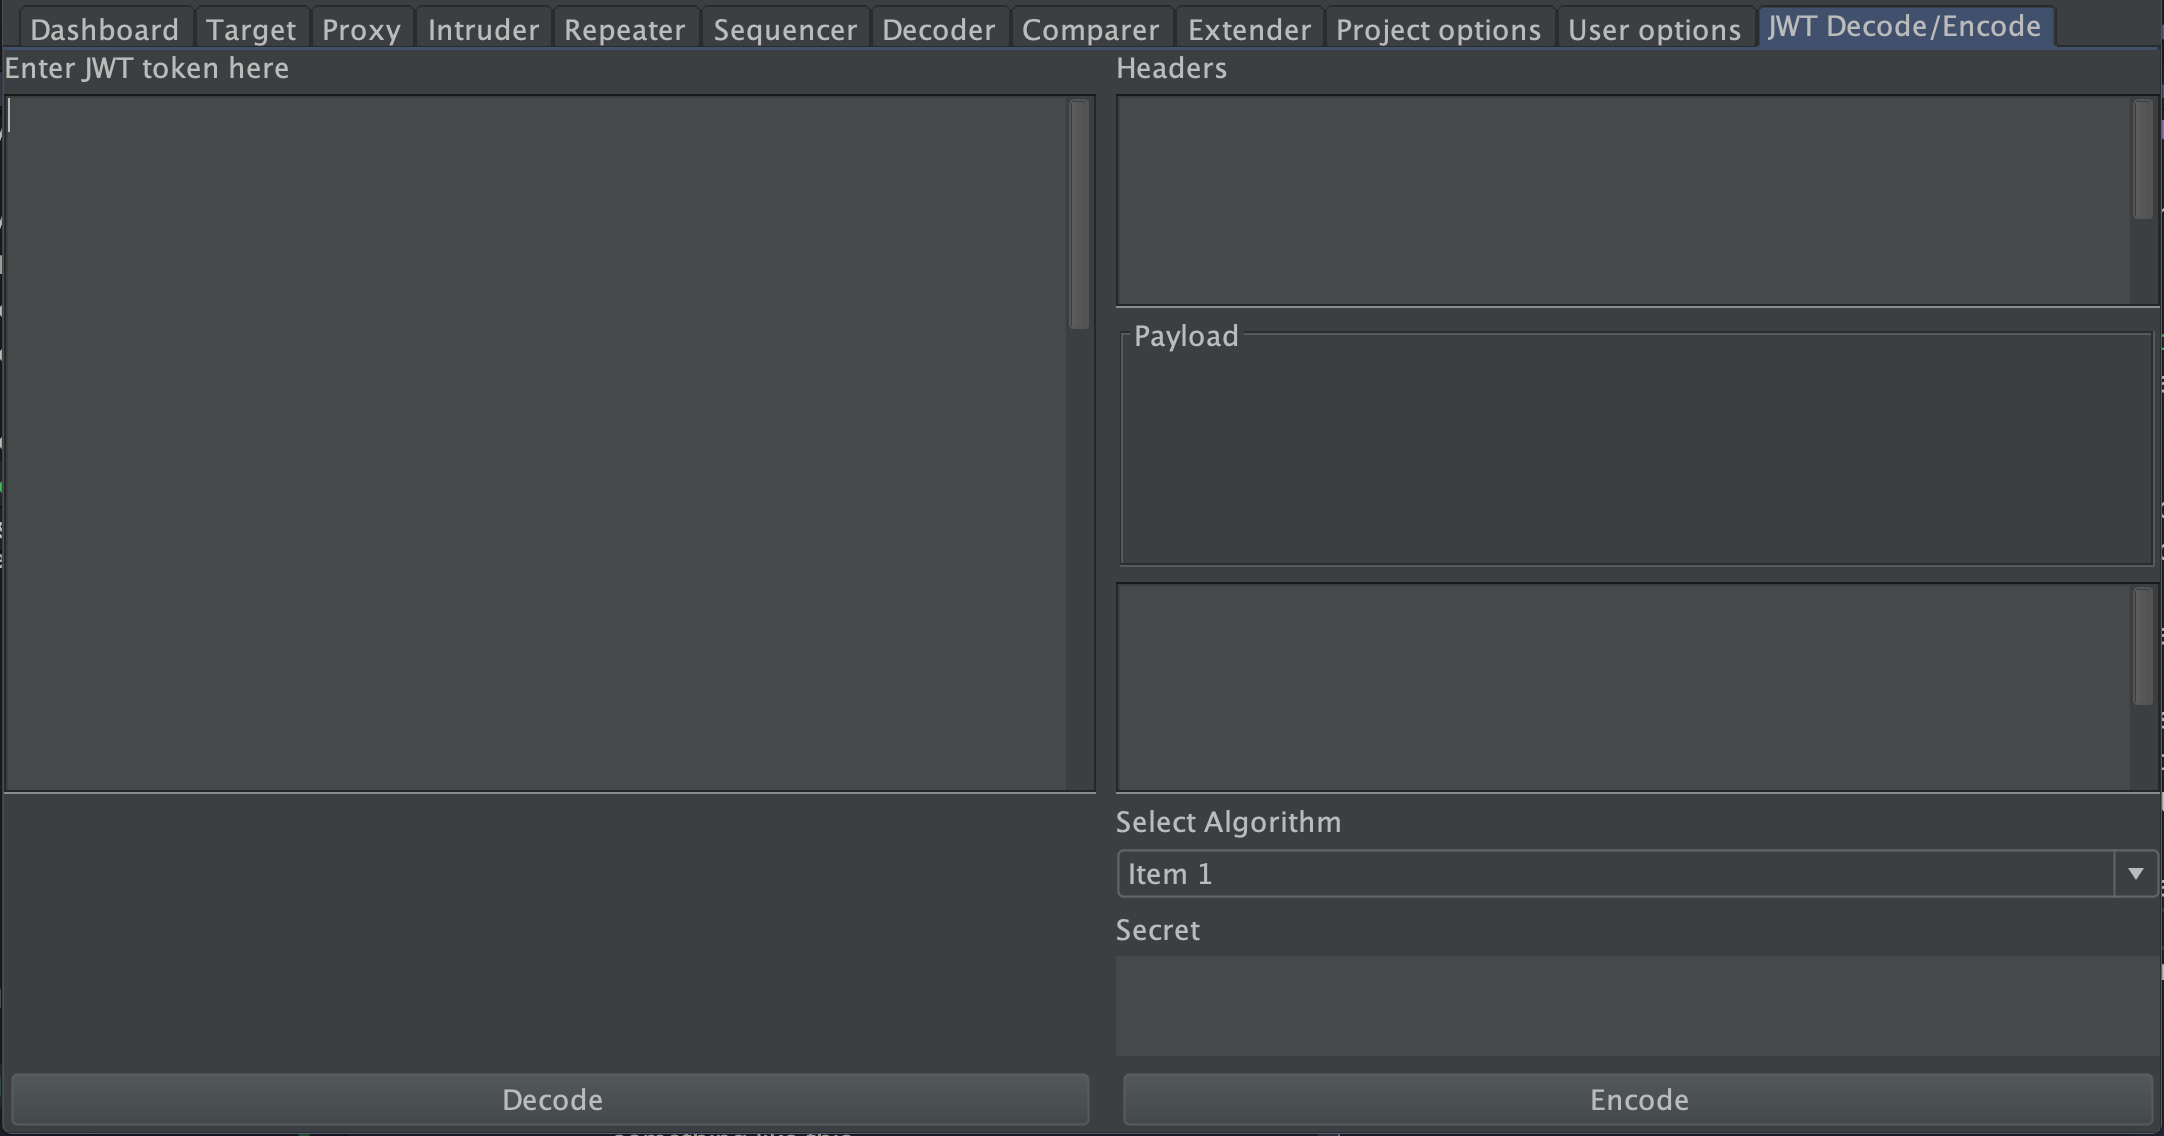 Dashboard Target Proxy Intruder Repeater Sequencer Decoder Comparer Extender Project options User options JWT Decode/Encode
Enter JWT token here
Headers
Payload
Select Algorithm
Item 1
Secret
Decode
Encode